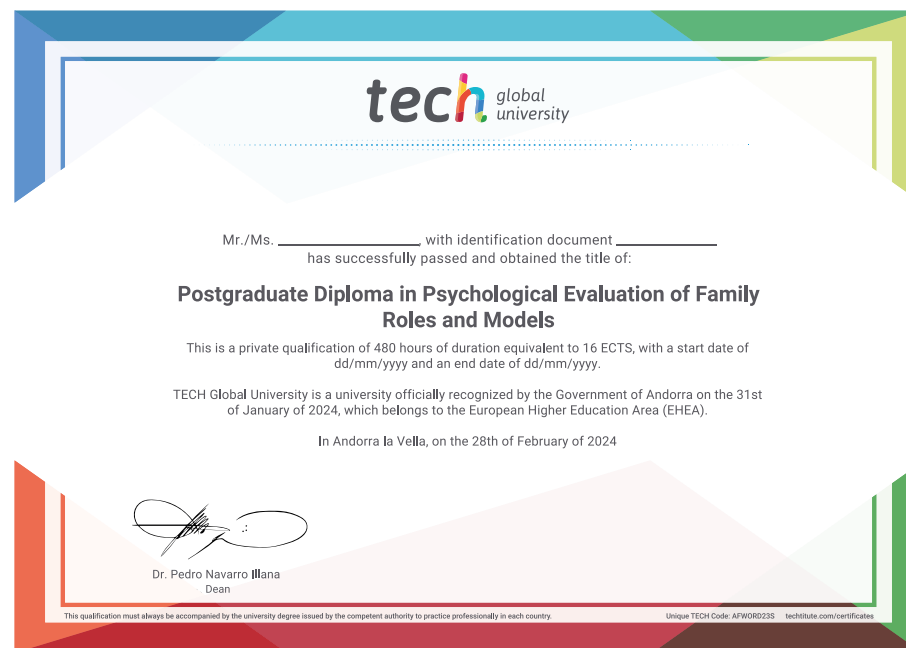 tech global
university
Mr./Ms. , with identification document
has successfully passed and obtained the title of:
Postgraduate Diploma in Psychological Evaluation of Family
Roles and Models
This is a private qualification of 480 hours of duration equivalent to 16 ECTS, with a start date of
dd/mm/yyyy and an end date of dd/mm/yyyy.
TECH Global University is a university officially recognized by the Government of Andorra on the 31st
of January of 2024, which belongs to the European Higher Education Area (EHEA).
In Andorra la Vella, on the 28th of February of 2024
Dr. Pedro Navarro Illana
Dean
This qualification must always be accompanied by the university degree issued by the competent authority to practice professionally in each country.
Unique TECH Code: AFWORD23S techtitute.com/certificates